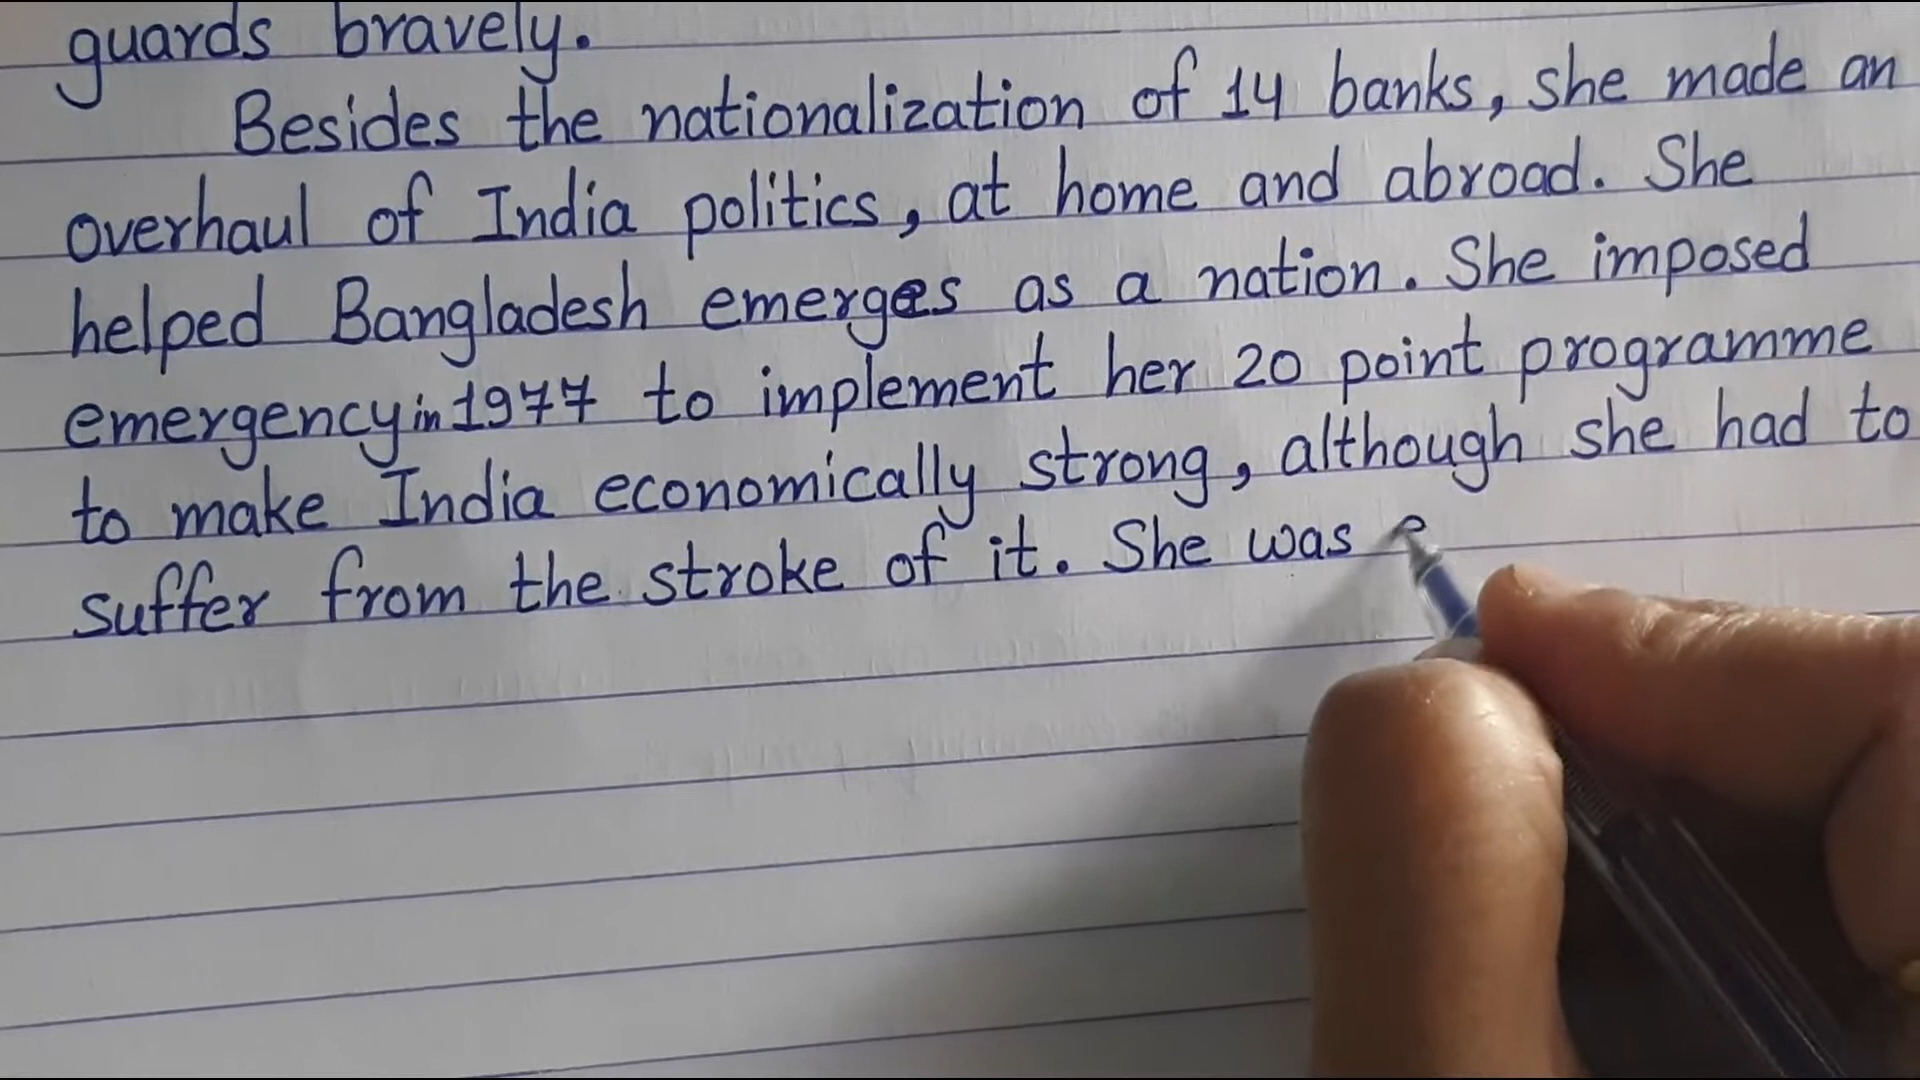 guards bravely.
Besides the nationalization of 14 banks, she made an
overhaul of India politics, at home and abroad. She
helped Bangladesh emerges as a nation. She imposed
emergency in 1977 to implement her 20 point programme
to make India economically strong, although she had to
suffer from the stroke of it. She was